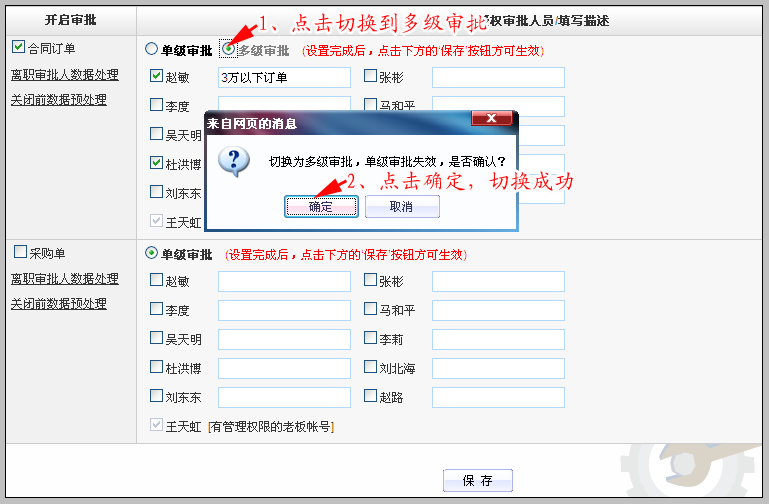 开启审批
1、点击切换到多级审批
权审批人员/填写描述
合同订单
单级审批 多级审批 (设置完成后，点击下方的'保存'按钮方可生效)
离职审批人数据处理
关闭前数据预处理
赵敏 3万以下订单 张彬
李度 马和平
吴天明
杜洪博
刘东东
王天虹
来自网页的消息
X
切换为多级审批，单级审批失效，是否确认？
2、点击确定，切换成功
确定 取消
采购单
单级审批 (设置完成后，点击下方的'保存'按钮方可生效)
离职审批人数据处理
关闭前数据预处理
赵敏 张彬
李度 马和平
吴天明 李莉
杜洪博 刘北海
刘东东 赵路
王天虹 [有管理权限的老板帐号]
保 存